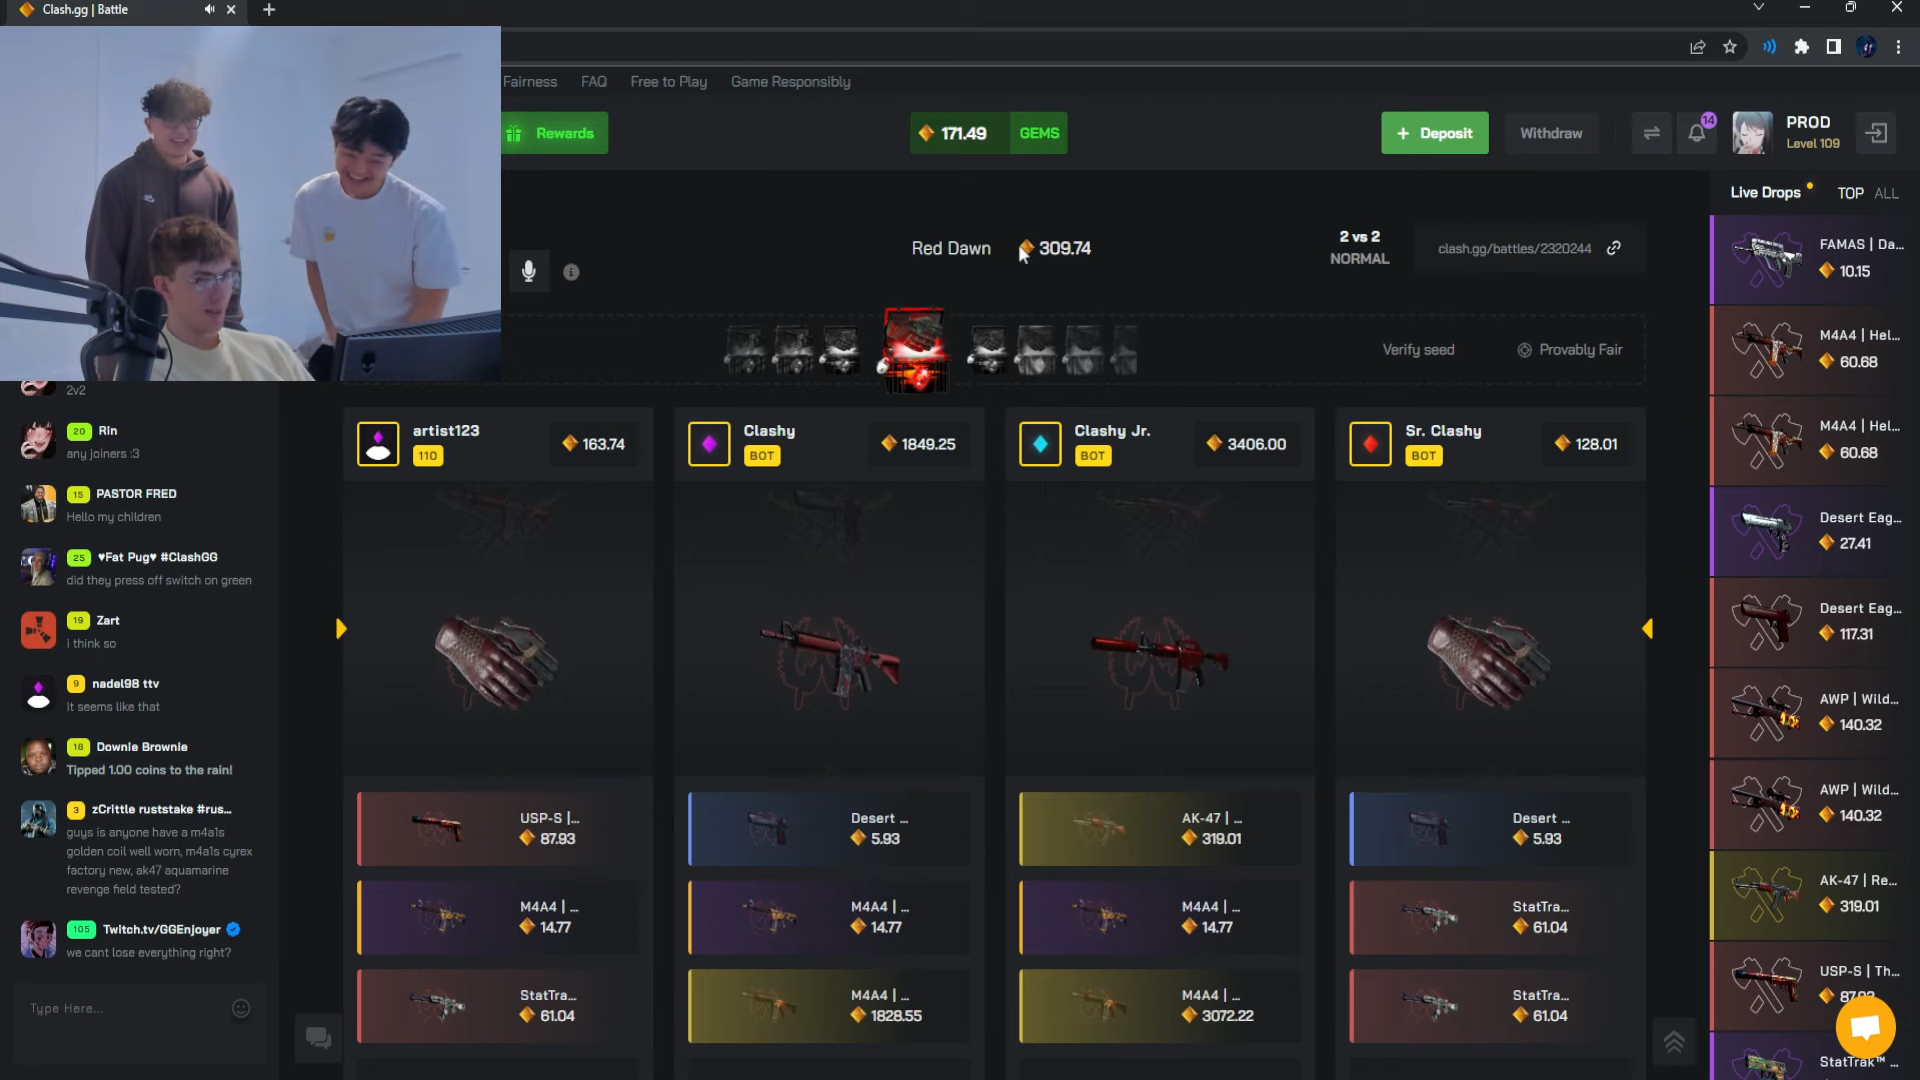 Clash.gg | Battle
Fairness FAQ Free to Play Game Responsibly
Rewards
171.49 GEMS
+ Deposit
Withdraw
14
PROD
Level 109
Live Drops TOP ALL
Red Dawn 309.74
2 vs 2
NORMAL
clash.gg/battles/2320244
Verify seed
Provably Fair
2v2
20 Rin
any joiners :3
15 PASTOR FRED
Hello my children
25 ♥Fat Pug♥ #ClashGG
did they press off switch on green
19 Zart
i think so
9 nadel98 ttv
it seems like that
18 Downie Brownie
Tipped 1.00 coins to the rain!
3 zCrittle ruststake #rus...
guys is anyone have a m4a1s
golden coil well worn, m4a1s cyrex
factory new, ak47 aquamarine
revenge field tested?
105 Twitch.tv/GGEnjoyer
we cant lose everything right?
Type Here...
artist123
110
163.74
USP-S |...
87.93
M4A4 | ...
14.77
StatTra...
61.04
Clashy
BOT
1849.25
Desert ...
5.93
M4A4 | ...
14.77
M4A4 | ...
1828.55
Clashy Jr.
BOT
3406.00
AK-47 | ...
319.01
M4A4 | ...
14.77
M4A4 | ...
3072.22
Sr. Clashy
BOT
128.01
Desert ...
5.93
StatTra...
61.04
StatTra...
61.04
FAMAS | Da...
10.15
M4A4 | Hel...
60.68
M4A4 | Hel...
60.68
Desert Eag...
27.41
Desert Eag...
117.31
AWP | Wild...
140.32
AWP | Wild...
140.32
AK-47 | Re...
319.01
USP-S | Th...
87.93
StatTrak™ ...